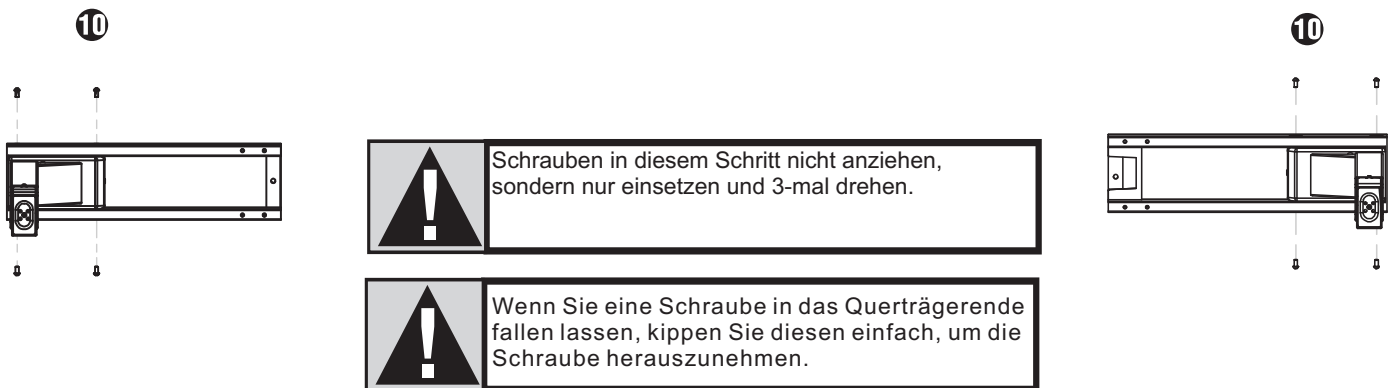 10
10
Schrauben in diesem Schritt nicht anziehen,
sondern nur einsetzen und 3-mal drehen.
Wenn Sie eine Schraube in das Querträgerende
fallen lassen, kippen Sie diesen einfach, um die
Schraube herauszunehmen.